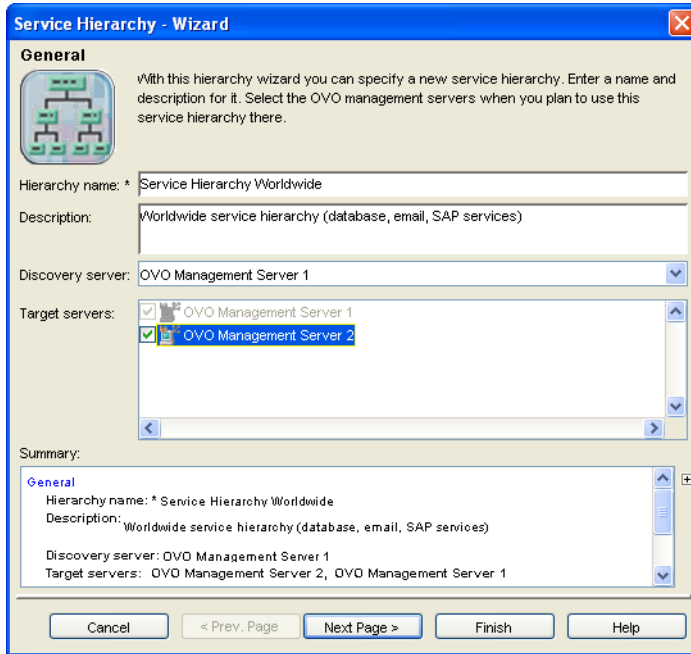 Service Hierarchy - Wizard
General
With this hierarchy wizard you can specify a new service hierarchy. Enter a name and
description for it. Select the OVO management servers when you plan to use this
service hierarchy there.
Hierarchy name: * Service Hierarchy Worldwide
Description: Worldwide service hierarchy (database, email, SAP services)
Discovery server: OVO Management Server 1
Target servers: OVO Management Server 1
OVO Management Server 2
Summary:
General
Hierarchy name: * Service Hierarchy Worldwide
Description: Worldwide service hierarchy (database, email, SAP services)
Discovery server: OVO Management Server 1
Target servers: OVO Management Server 2, OVO Management Server 1
Cancel < Prev. Page Next Page > Finish Help